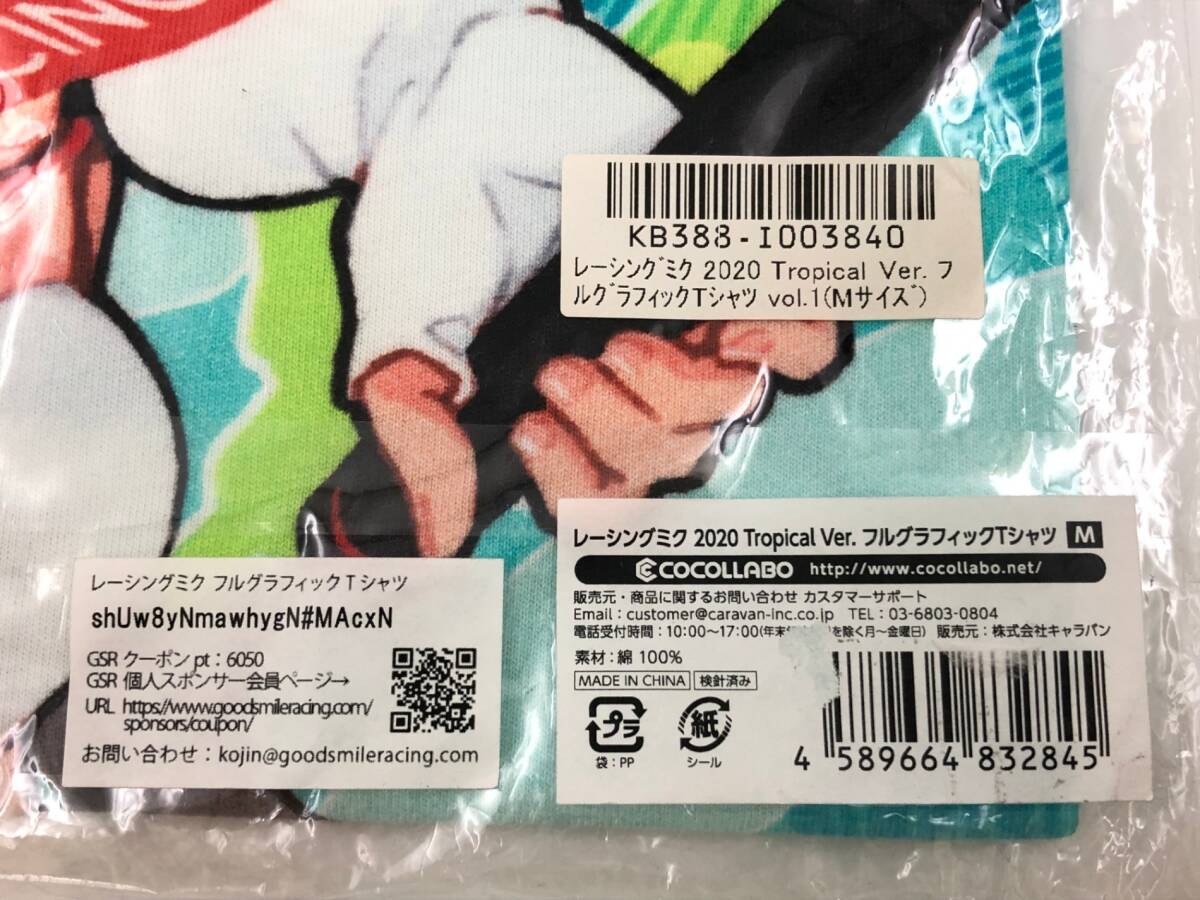 CING
KB388-I003840
レーシングミク 2020 Tropical Ver. フ
ルグラフィックTシャツ vol.1(Mサイズ)
レーシングミク 2020 Tropical Ver. フルグラフィックTシャツ M
COCOLLABO http://www.cocollabo.net/
販売元・商品に関するお問い合わせ カスタマーサポート
Email：customer@caravan-inc.co.jp TEL：03-6803-0804
電話受付時間：10:00〜17:00(年末 を除く月〜金曜日) 販売元：株式会社キャラバン
素材：綿 100%
MADE IN CHINA 検針済み
プラ 紙
袋：PP シール
4 589664 832845
レーシングミク フルグラフィックTシャツ
shUw8yNmawhygN#MAcxN
GSR クーポン pt：6050
GSR 個人スポンサー会員ページ→
URL https://www.goodsmileracing.com/
sponsors/coupon/
お問い合わせ：kojin@goodsmileracing.com